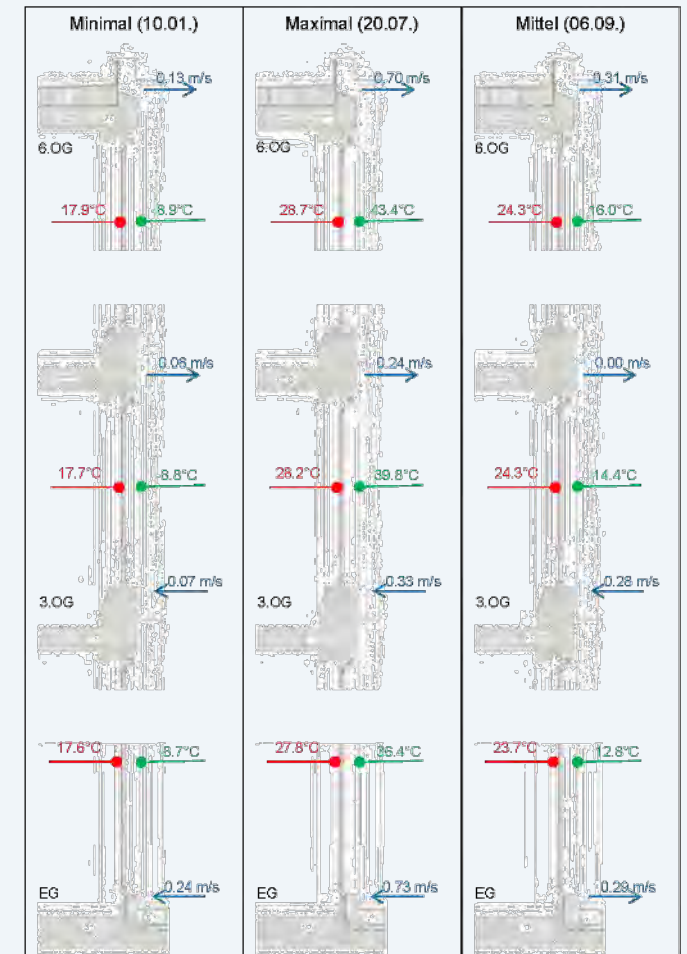 Minimal (10.01.)
Maximal (20.07.)
Mittel (06.09.)
0.13 m/s
0.70 m/s
0.31 m/s
6.OG
6.OG
6.OG
17.9°C
-8.9°C
28.7°C
43.4°C
24.3°C
16.0°C
0.06 m/s
0.24 m/s
0.00 m/s
17.7°C
-8.8°C
28.2°C
39.8°C
24.3°C
14.4°C
0.07 m/s
0.33 m/s
0.28 m/s
3.OG
3.OG
3.OG
17.6°C
-8.7°C
27.8°C
36.4°C
23.7°C
12.8°C
EG
0.24 m/s
EG
0.73 m/s
EG
0.29 m/s